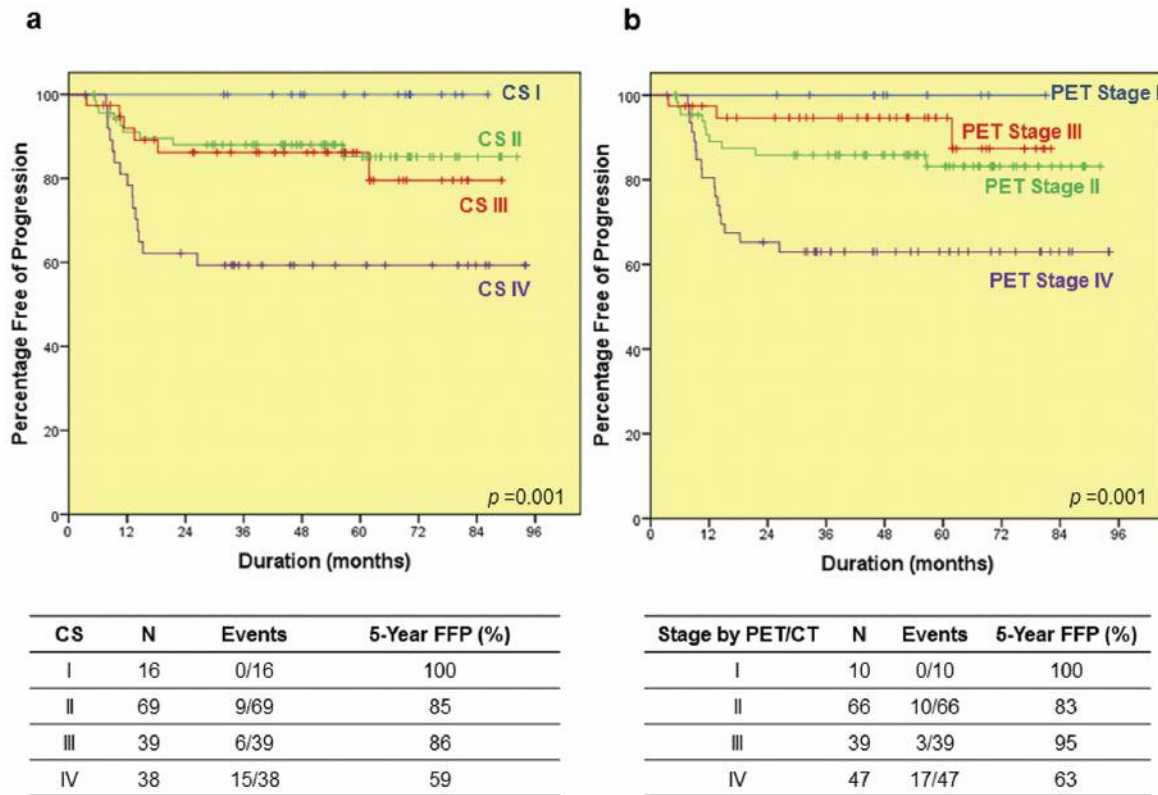 a
Percentage Free of Progression
100
80
60
40
20
0
CS I
CS II
CS III
CS IV
p =0.001
0 12 24 36 48 60 72 84 96
Duration (months)
CS N Events 5-Year FFP (%)
I 16 0/16 100
II 69 9/69 85
III 39 6/39 86
IV 38 15/38 59
b
Percentage Free of Progression
100
80
60
40
20
0
PET Stage I
PET Stage III
PET Stage II
PET Stage IV
p =0.001
0 12 24 36 48 60 72 96
Duration (months)
Stage by PET/CT N Events 5-Year FFP (%)
I 10 0/10 100
II 66 10/66 83
III 39 3/39 95
IV 47 17/47 63